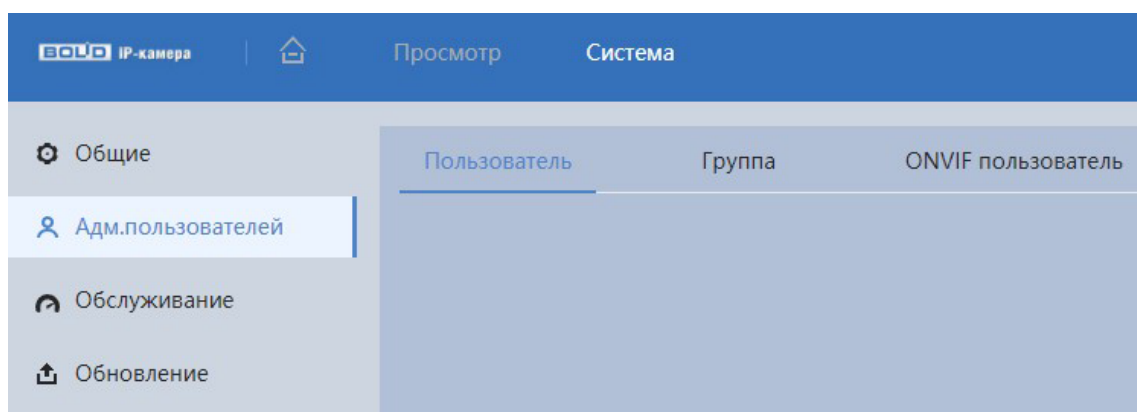 BOLID IP-камера Просмотр Система
Общие
Пользователь Группа ONVIF пользователь
Адм.пользователей
Обслуживание
Обновление